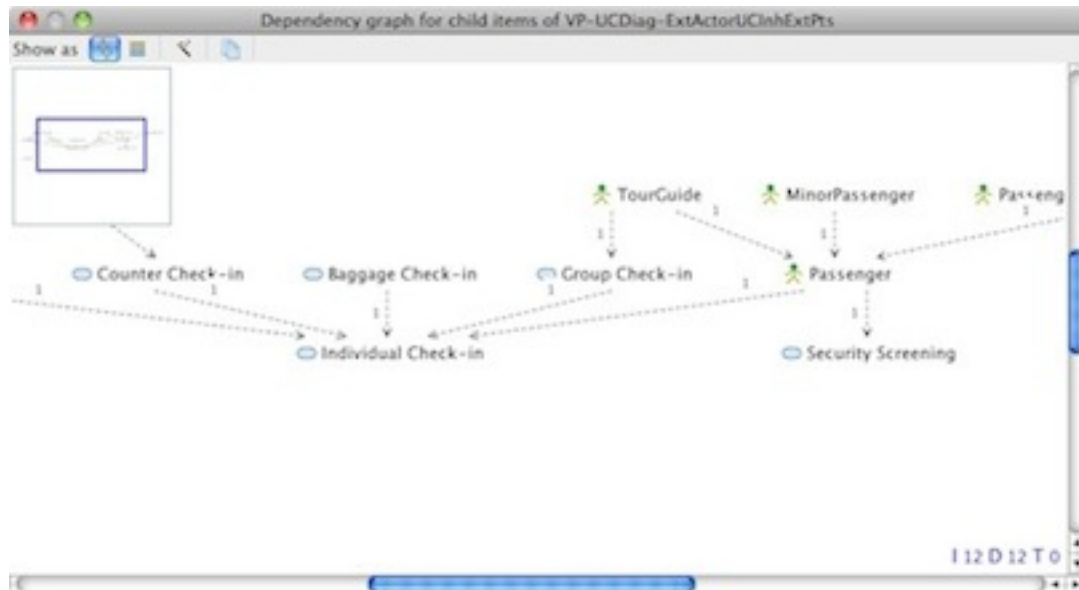 Dependency graph for child items of VP-UCDiag-ExtActorUCInhExtPts
Show as
TourGuide MinorPassenger Passeng
1 1 1 1
Counter Check-in Baggage Check-in Group Check-in Passenger
1 1 1 1 1 1
Individual Check-in Security Screening
I 12 D 12 T 0